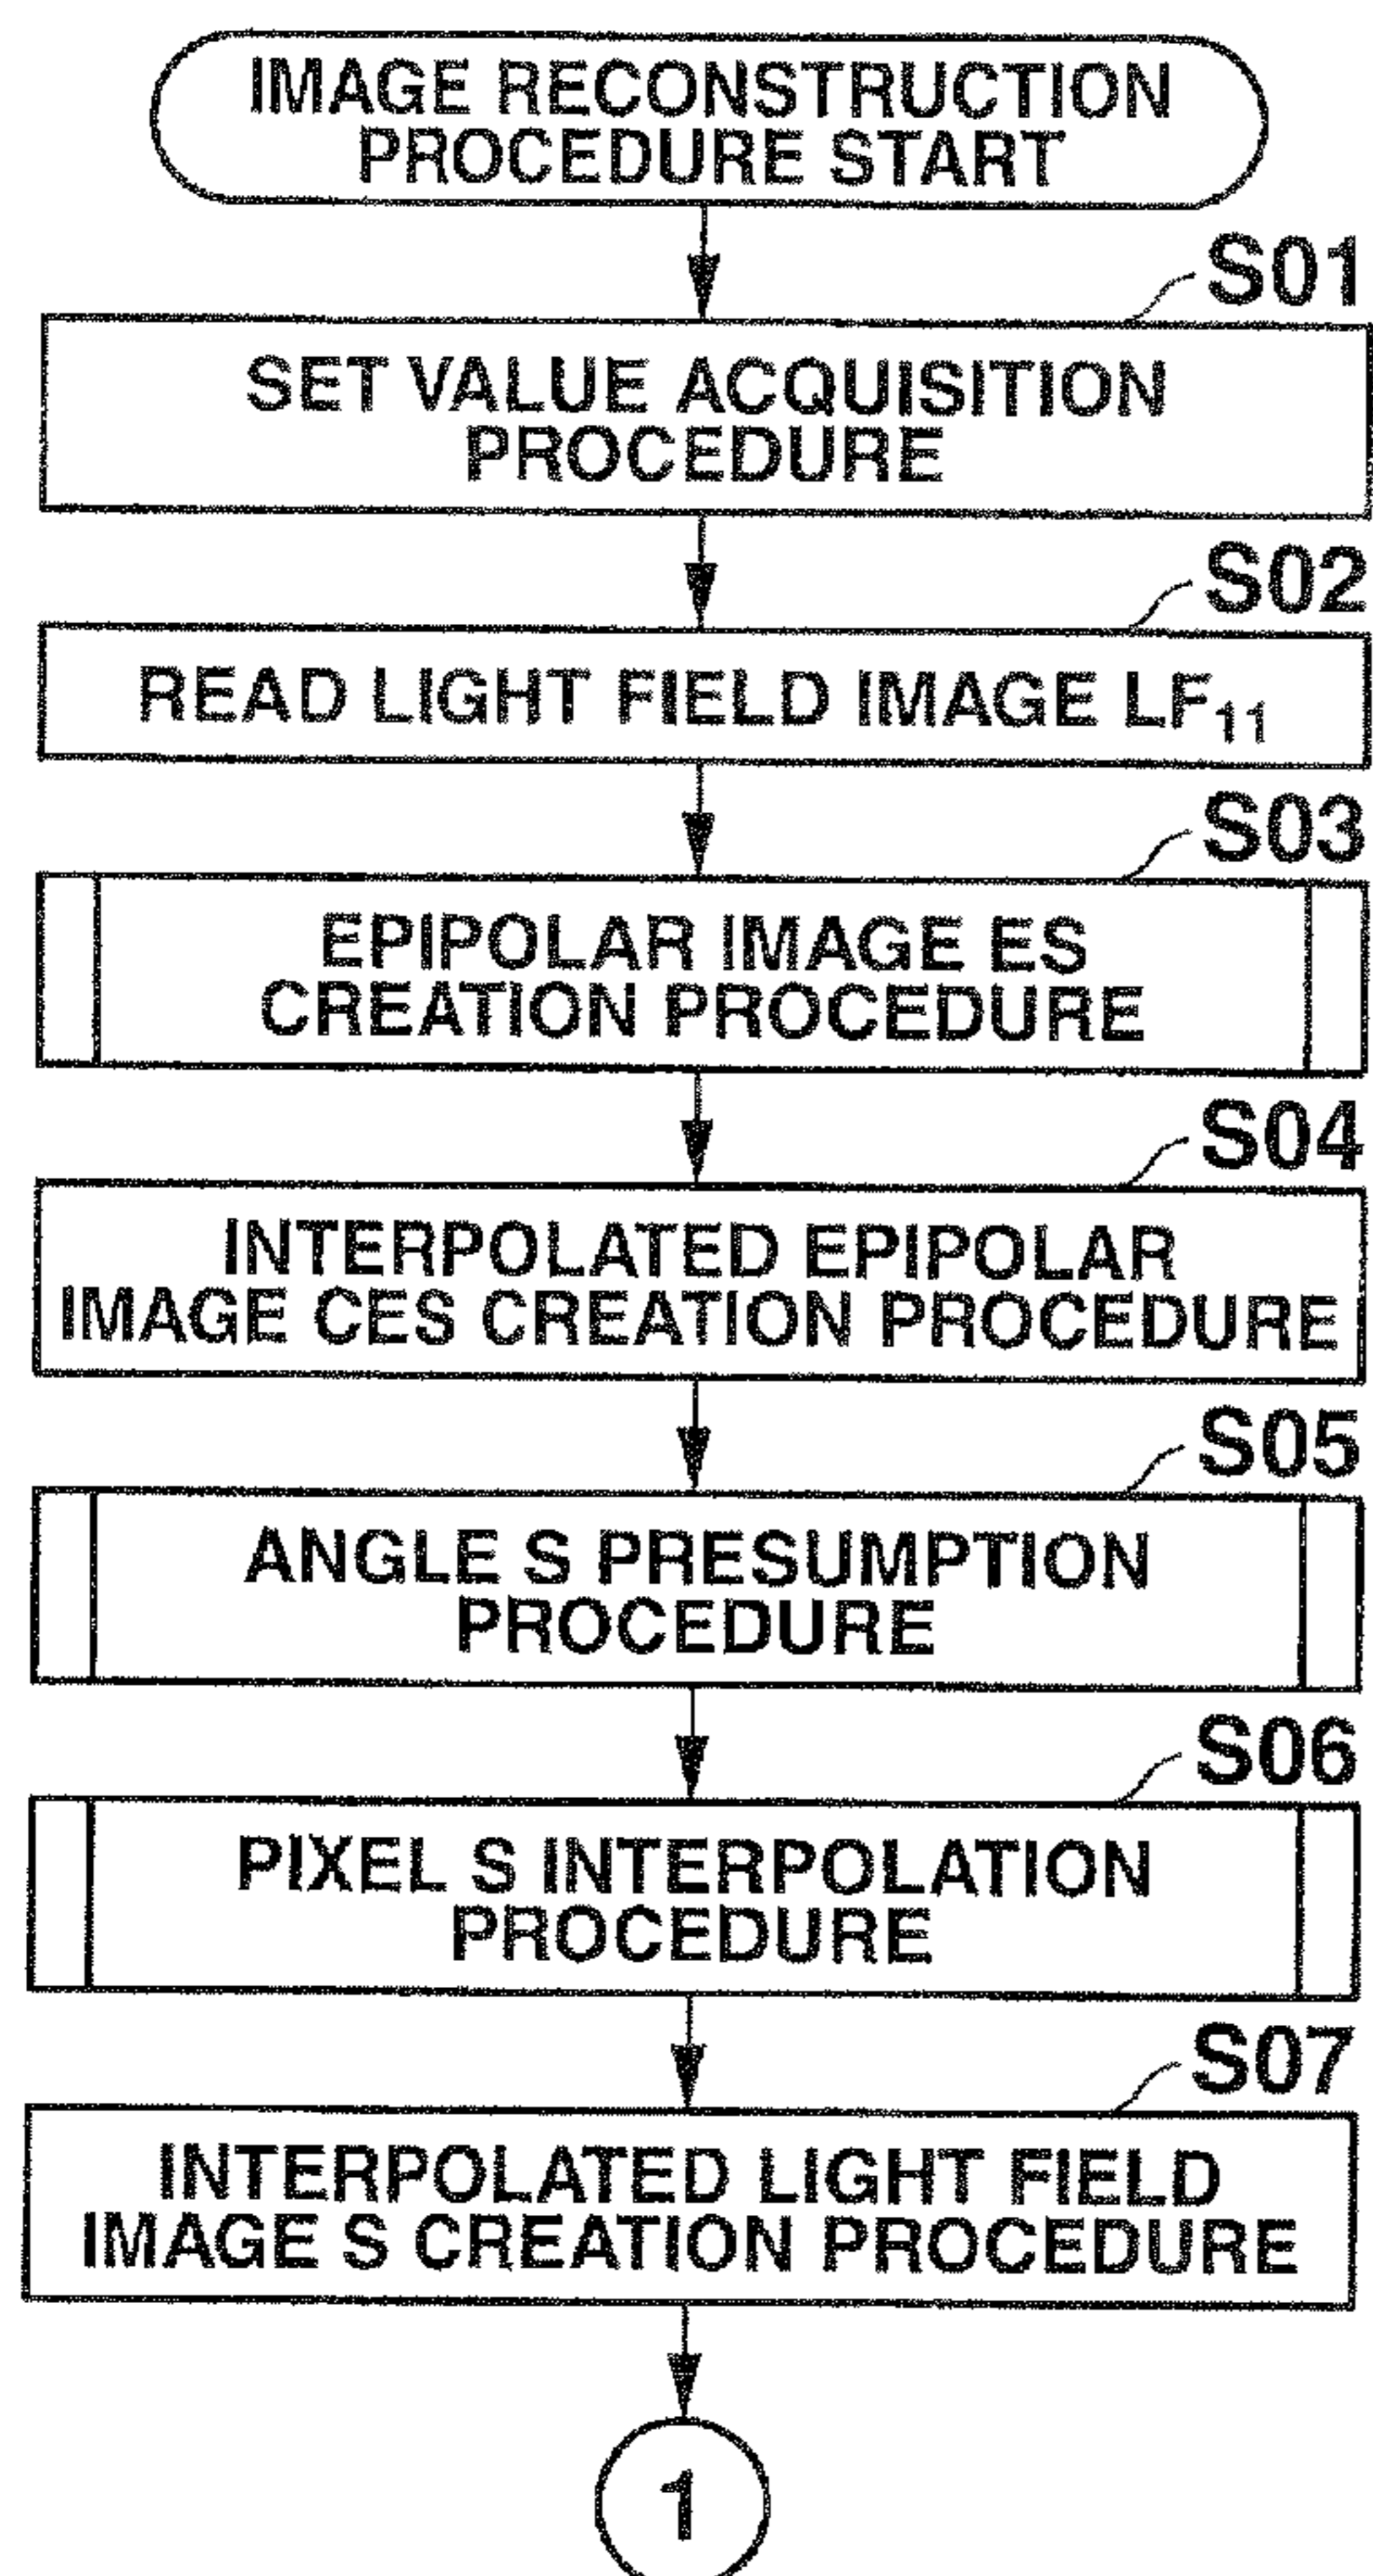 IMAGE RECONSTRUCTION
PROCEDURE START
S01
SET VALUE ACQUISITION
PROCEDURE
S02
READ LIGHT FIELD IMAGE LF₁₁
S03
EPIPOLAR IMAGE ES
CREATION PROCEDURE
S04
INTERPOLATED EPIPOLAR
IMAGE CES CREATION PROCEDURE
S05
ANGLE S PRESUMPTION
PROCEDURE
S06
PIXEL S INTERPOLATION
PROCEDURE
S07
INTERPOLATED LIGHT FIELD
IMAGE S CREATION PROCEDURE
1